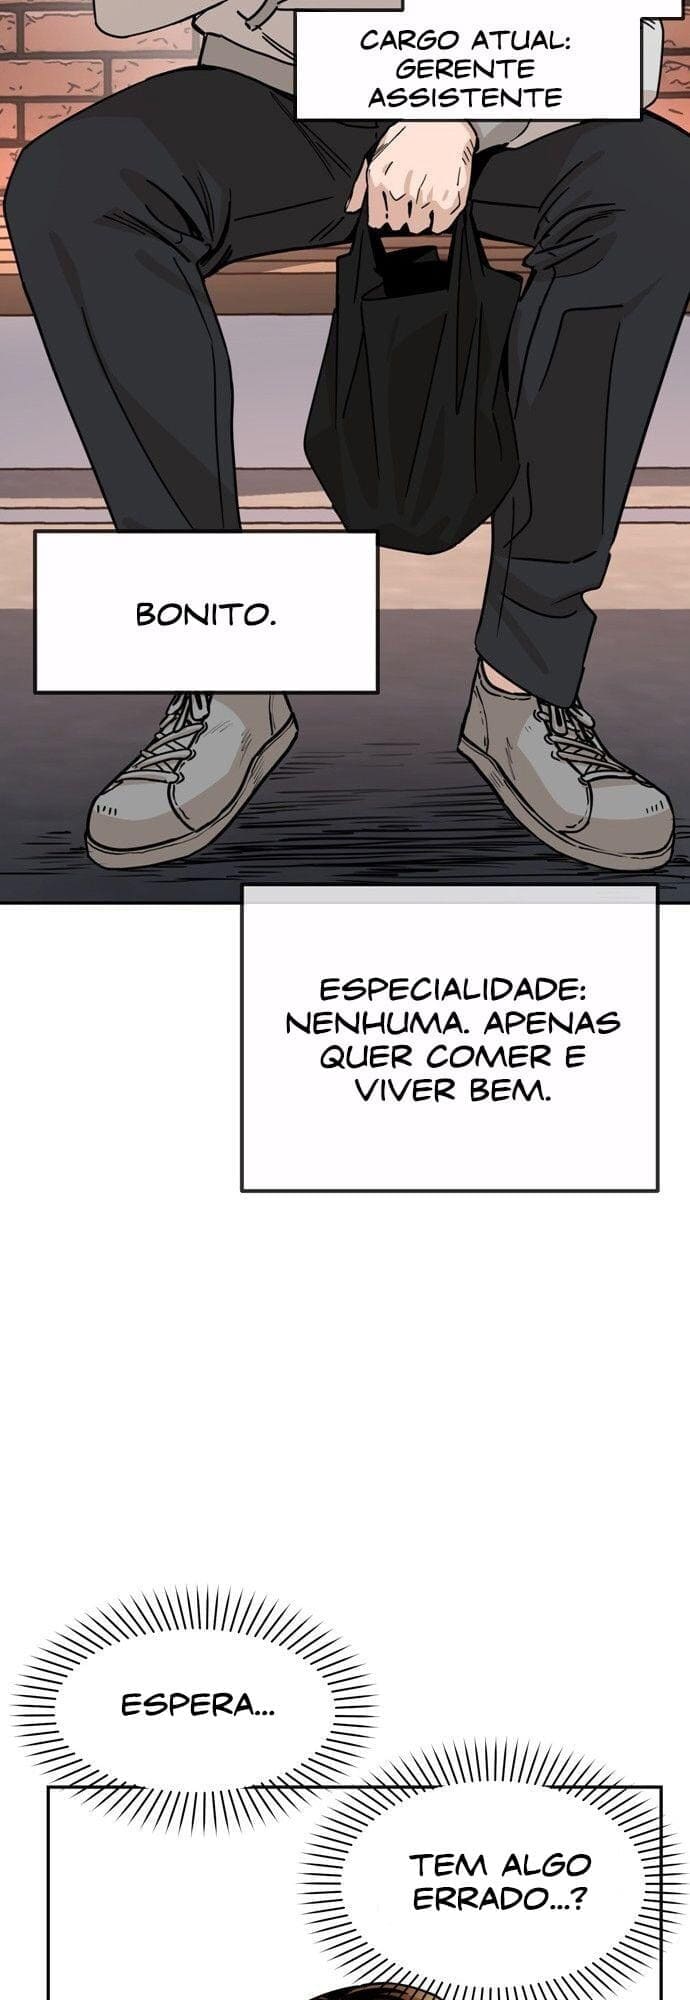 CARGO ATUAL:
GERENTE
ASSISTENTE
BONITO.
ESPECIALIDADE:
NENHUMA. APENAS
QUER COMER E
VIVER BEM.
ESPERA...
TEM ALGO
ERRADO...?